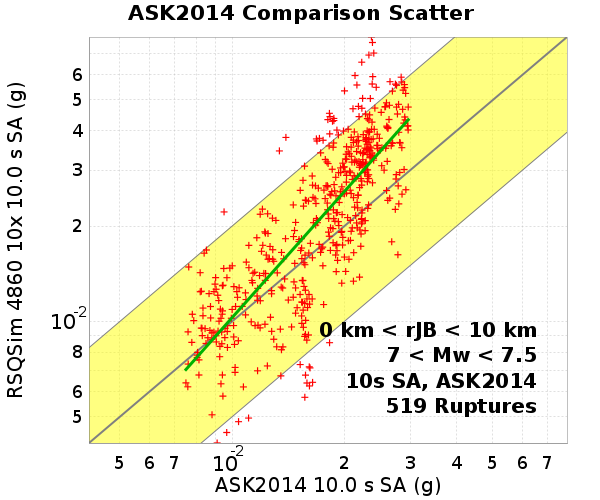 ASK2014 Comparison Scatter
RSQSim 4860 10x 10.0 s SA (g)
6
5
4
3
2
10-2
8
6
5
0 km < rJB < 10 km
7 < Mw < 7.5
10s SA, ASK2014
519 Ruptures
5 6 7 10-2 2 3 4 5 6 7
ASK2014 10.0 s SA (g)